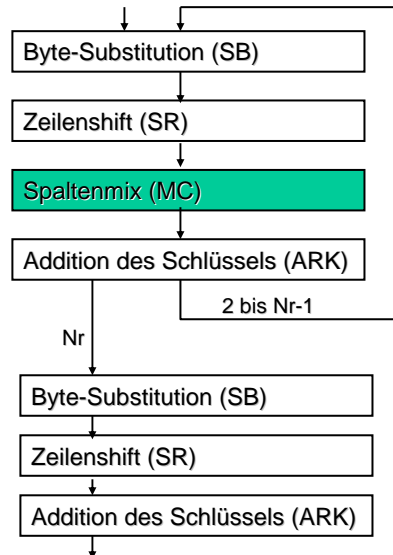 Byte-Substitution (SB)
Zeilenshift (SR)
Spaltenmix (MC)
Addition des Schlüssels (ARK)
2 bis Nr-1
Nr
Byte-Substitution (SB)
Zeilenshift (SR)
Addition des Schlüssels (ARK)